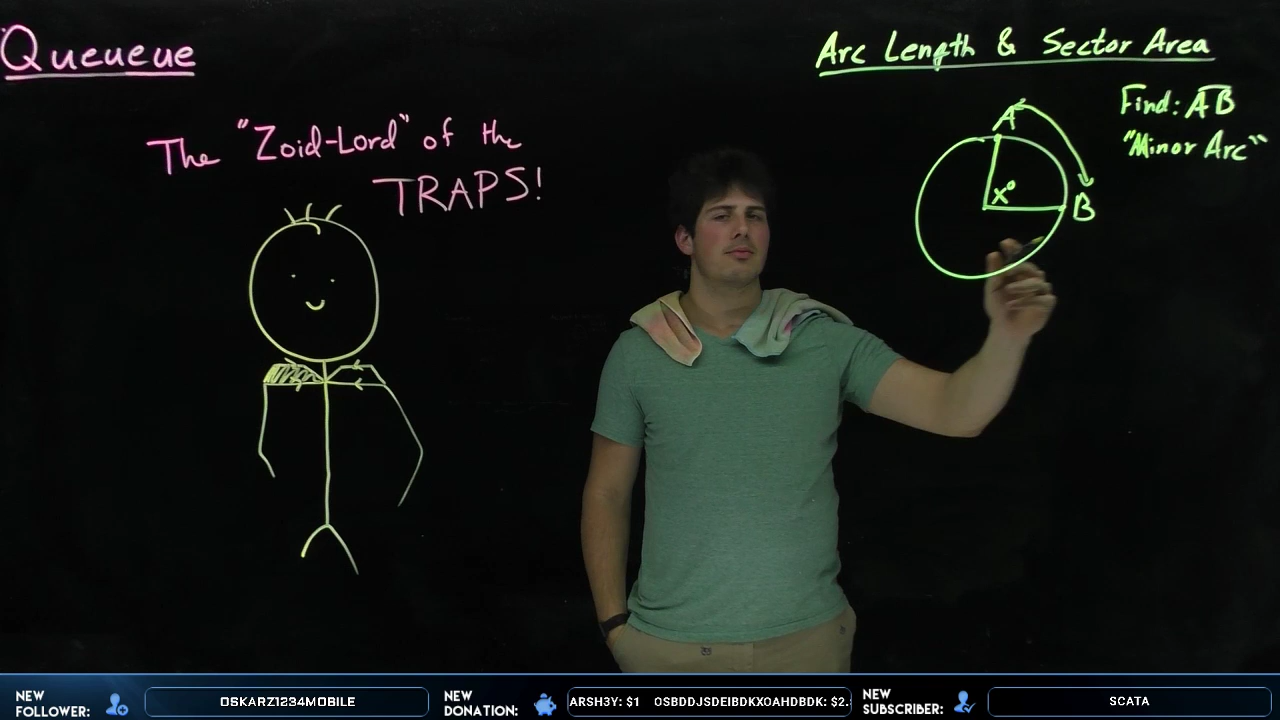 Queueue
The "Zoid-Lord" of the
TRAPS!
Arc Length & Sector Area
Find: AB
"Minor Arc"
A
X°
B
NEW
FOLLOWER:
OSKARZ1234MOBILE
NEW
DONATION:
ARSH3Y: $1 OSBDDJSDEIBDKXOAHDBDK: $2.
NEW
SUBSCRIBER:
SCATA